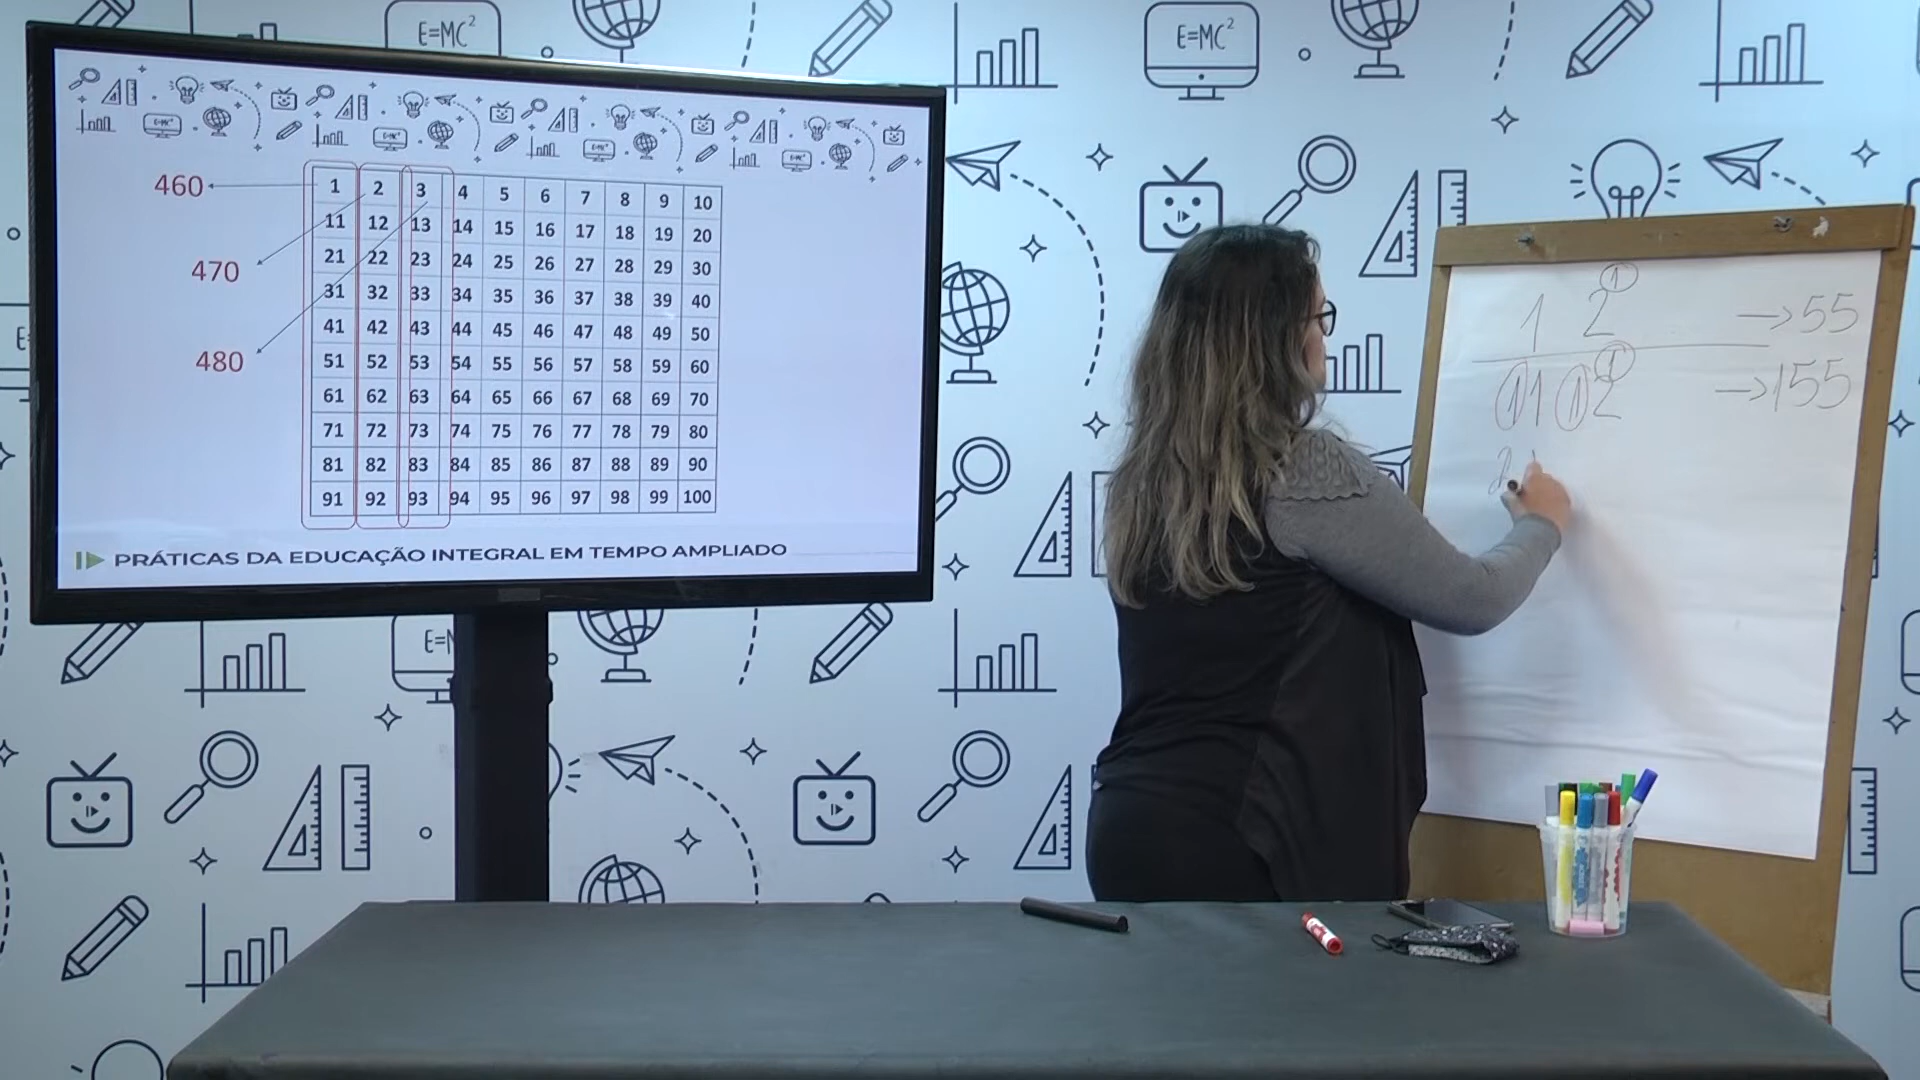 E=MC²
E=MC²
460
470
480
1 2 3 4 5 6 7 8 9 10
11 12 13 14 15 16 17 18 19 20
21 22 23 24 25 26 27 28 29 30
31 32 33 34 35 36 37 38 39 40
41 42 43 44 45 46 47 48 49 50
51 52 53 54 55 56 57 58 59 60
61 62 63 64 65 66 67 68 69 70
71 72 73 74 75 76 77 78 79 80
81 82 83 84 85 86 87 88 89 90
91 92 93 94 95 96 97 98 99 100
PRÁTICAS DA EDUCAÇÃO INTEGRAL EM TEMPO AMPLIADO
1 2 1 →55
11 12 1 →155
2